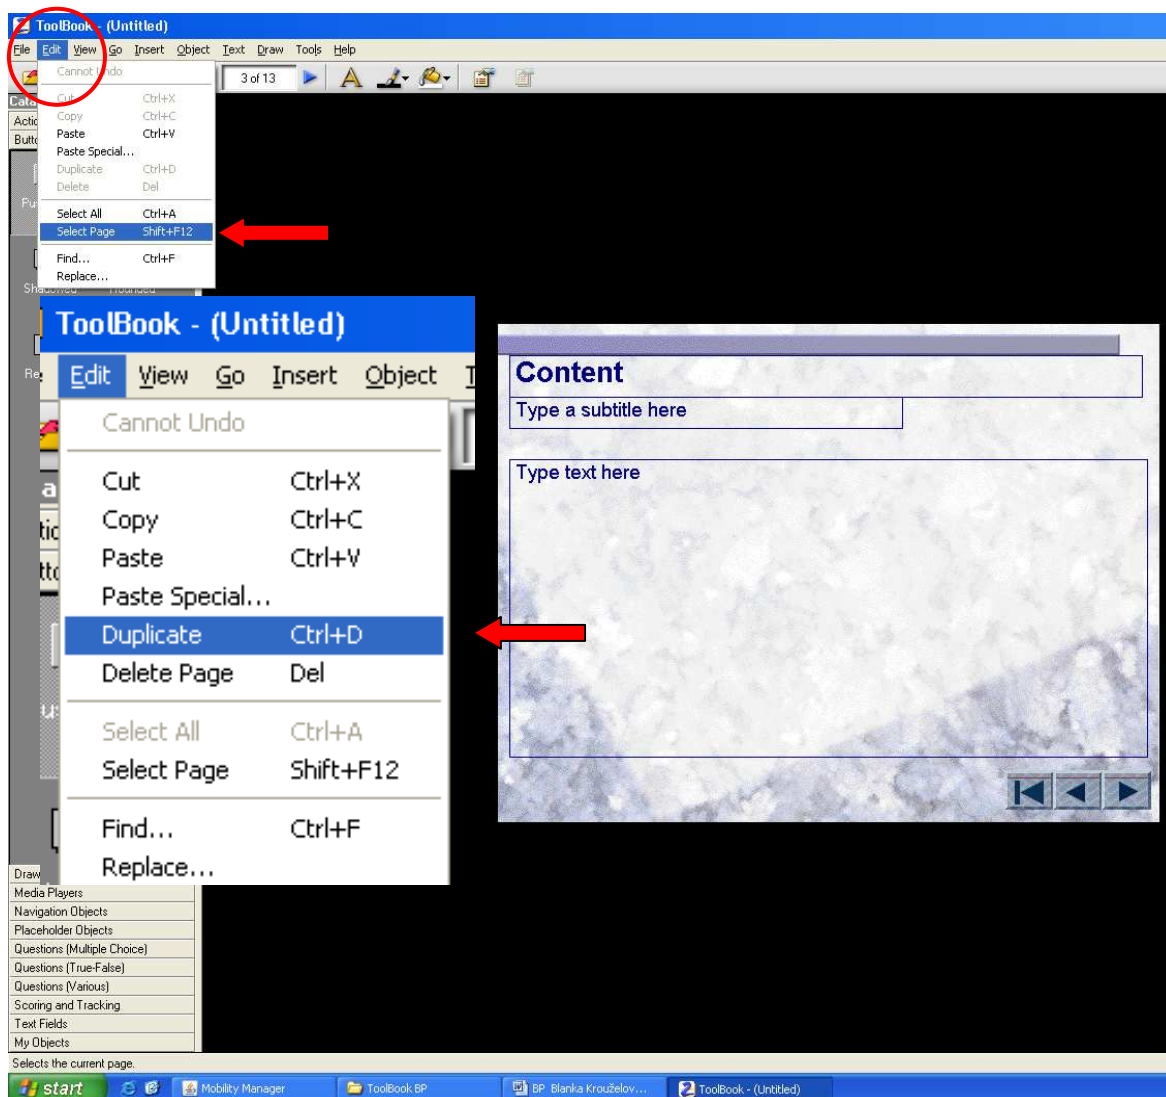 ToolBook - (Untitled)
File Edit View Go Insert Object Text Draw Tools Help
3 of 13
Cannot Undo
Cut Ctrl+X
Copy Ctrl+C
Paste Ctrl+V
Paste Special...
Duplicate Ctrl+D
Delete Del
Select All Ctrl+A
Select Page Shift+F12
Find... Ctrl+F
Replace...
ToolBook - (Untitled)
Edit View Go Insert Object
Cannot Undo
Cut Ctrl+X
Copy Ctrl+C
Paste Ctrl+V
Paste Special...
Duplicate Ctrl+D
Delete Page Del
Select All Ctrl+A
Select Page Shift+F12
Find... Ctrl+F
Replace...
Content
Type a subtitle here
Type text here
Draw
Media Players
Navigation Objects
Placeholder Objects
Questions (Multiple Choice)
Questions (True-False)
Questions (Various)
Scoring and Tracking
Text Fields
My Objects
Selects the current page.
start Mobility Manager ToolBook BP BP Blanka Krouželov... ToolBook - (Untitled)